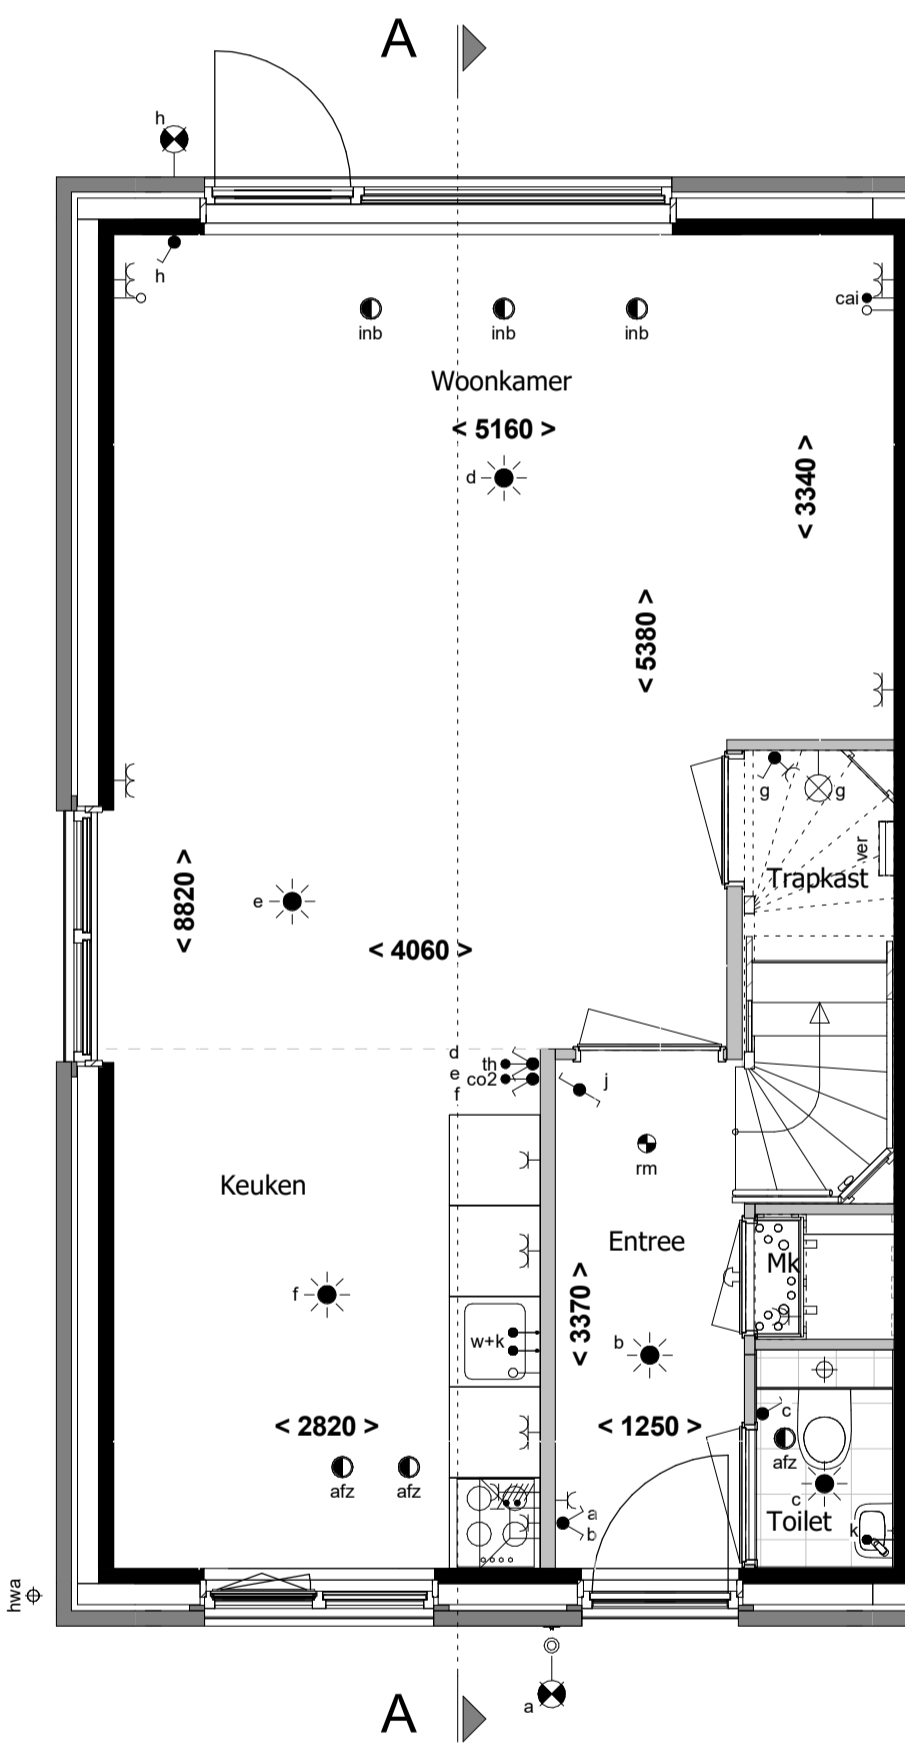 A
h
h
cai
inb inb inb
Woonkamer
< 5160 >
d
< 3340 >
< 5380 >
g g
ver
Trapkast
< 8820 >
e
< 4060 >
d
th
e
co2
f
j
rm
Keuken
Entree
Mk
f
< 3370 >
w+k
b
< 2820 >
< 1250 >
c
afz afz
afz
c
a
b
Toilet
k
hwa
a
A